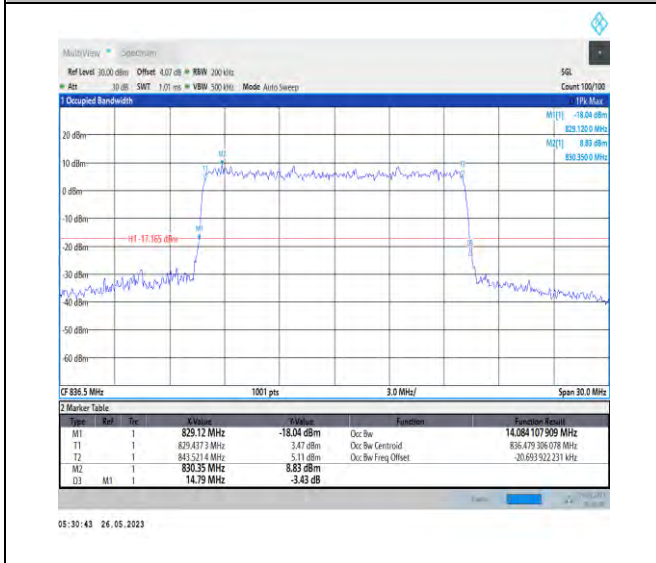 MultiView Spectrum
Ref Level 30.00 dBm Offset 4.07 dB RBW 200 kHz SGL
Att 30 dB SWT 1.01 ms VBW 500 kHz Mode Auto Sweep Count 100/100
1 Occupied Bandwidth 1Pk Max
M1[1] -18.04 dBm
829.120 0 MHz
M2[1] 8.83 dBm
830.350 0 MHz
20 dBm
10 dBm
0 dBm
-10 dBm
-20 dBm
-30 dBm
-40 dBm
-50 dBm
-60 dBm
M2
T1
T2
M1
H1 -17.165 dBm
D3
CF 836.5 MHz 1001 pts 3.0 MHz/ Span 30.0 MHz
2 Marker Table
Type Ref Trc X-Value Y-Value Function Function Result
M1 1 829.12 MHz -18.04 dBm Occ Bw 14.084 107 909 MHz
T1 1 829.437 3 MHz 3.47 dBm Occ Bw Centroid 836.479 306 078 MHz
T2 1 843.521 4 MHz 5.11 dBm Occ Bw Freq Offset -20.693 922 231 kHz
M2 1 830.35 MHz 8.83 dBm
D3 M1 1 14.79 MHz -3.43 dB
05:30:43 26.05.2023